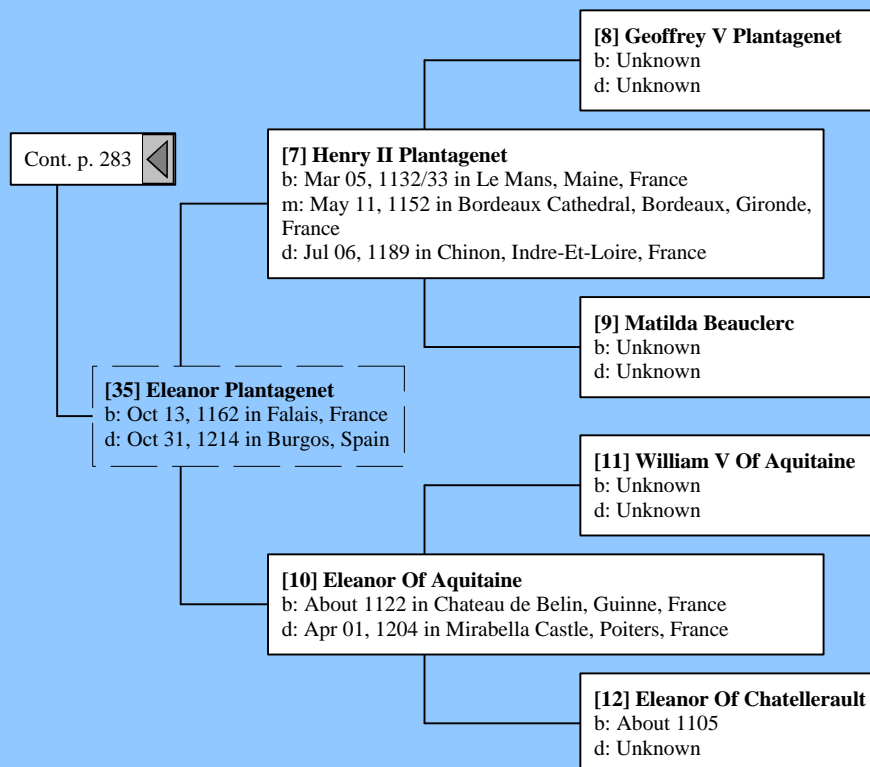 [8] Geoffrey V Plantagenet
b: Unknown
d: Unknown
Cont. p. 283
[7] Henry II Plantagenet
b: Mar 05, 1132/33 in Le Mans, Maine, France
m: May 11, 1152 in Bordeaux Cathedral, Bordeaux, Gironde,
France
d: Jul 06, 1189 in Chinon, Indre-Et-Loire, France
[9] Matilda Beauclerc
b: Unknown
d: Unknown
[35] Eleanor Plantagenet
b: Oct 13, 1162 in Falais, France
d: Oct 31, 1214 in Burgos, Spain
[11] William V Of Aquitaine
b: Unknown
d: Unknown
[10] Eleanor Of Aquitaine
b: About 1122 in Chateau de Belin, Guinne, France
d: Apr 01, 1204 in Mirabella Castle, Poiters, France
[12] Eleanor Of Chatellerault
b: About 1105
d: Unknown